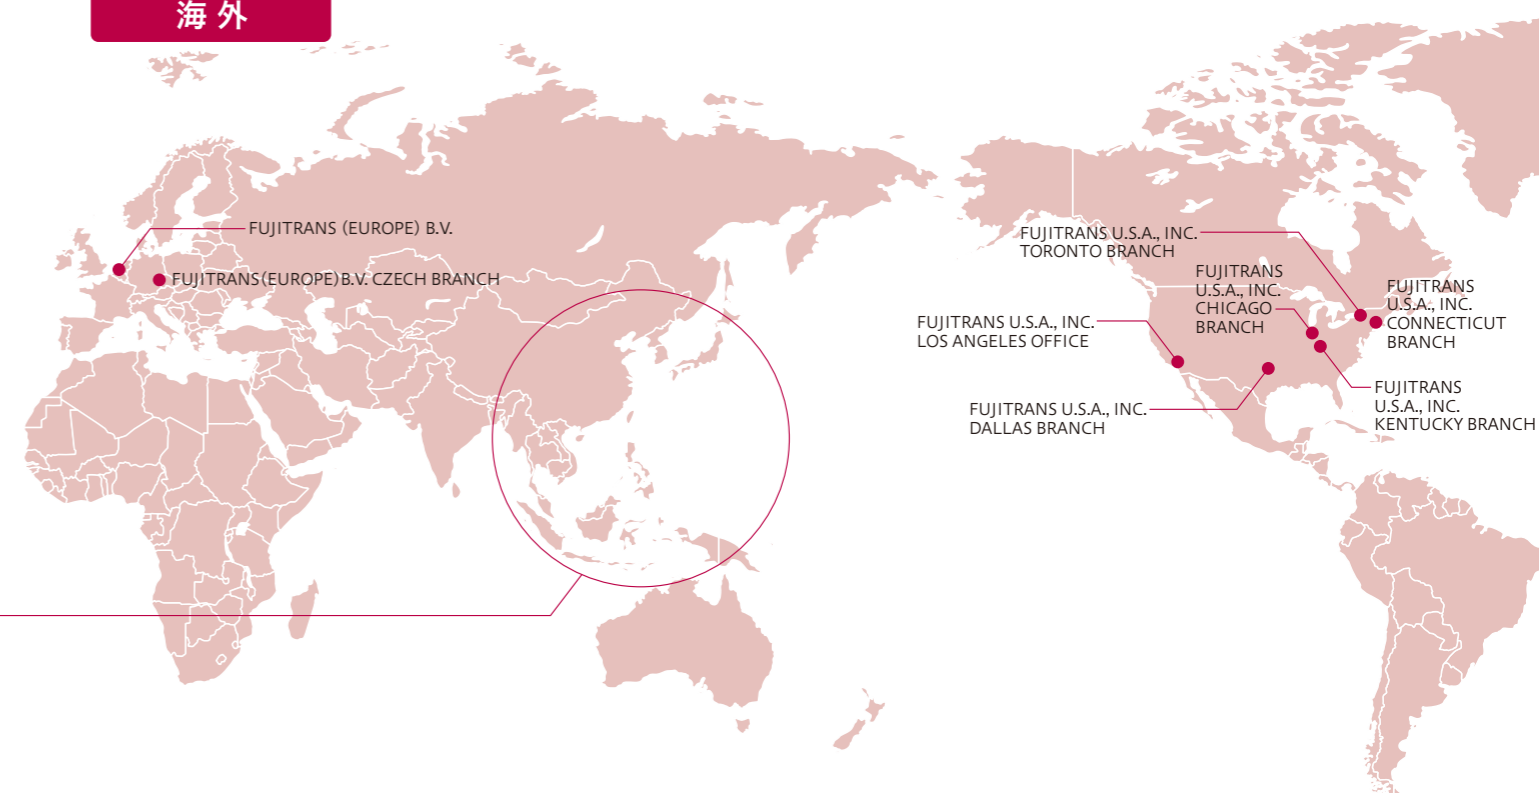 海外
FUJITRANS (EUROPE) B.V.
FUJITRANS(EUROPE)B.V. CZECH BRANCH
FUJITRANS U.S.A., INC.
TORONTO BRANCH
FUJITRANS
U.S.A., INC.
CHICAGO
BRANCH
FUJITRANS
U.S.A., INC.
CONNECTICUT
BRANCH
FUJITRANS U.S.A., INC.
LOS ANGELES OFFICE
FUJITRANS U.S.A., INC.
DALLAS BRANCH
FUJITRANS
U.S.A., INC.
KENTUCKY BRANCH